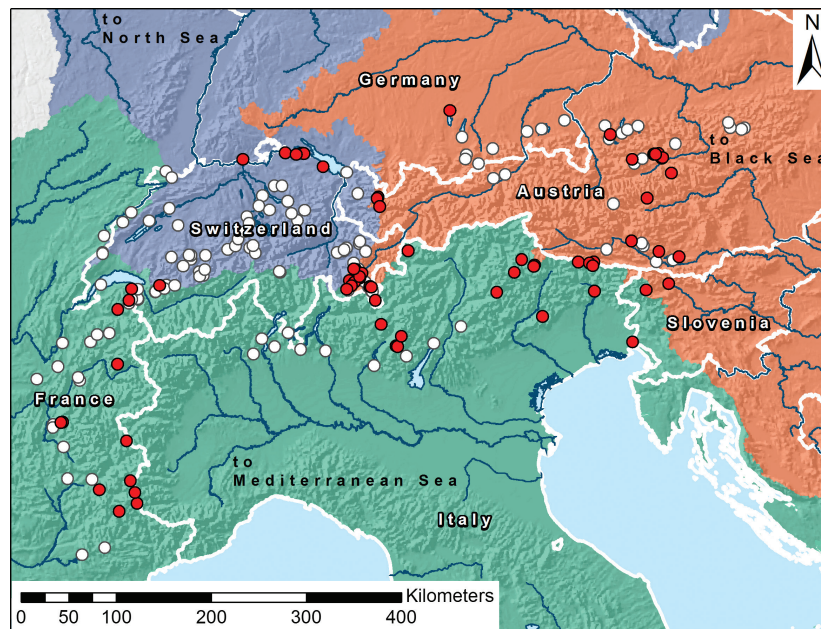 to
North Sea
N
Germany
to
Black Sea
Austria
Switzerland
Slovenia
France
to
Mediterranean Sea
Italy
Kilometers
0 50 100 200 300 400